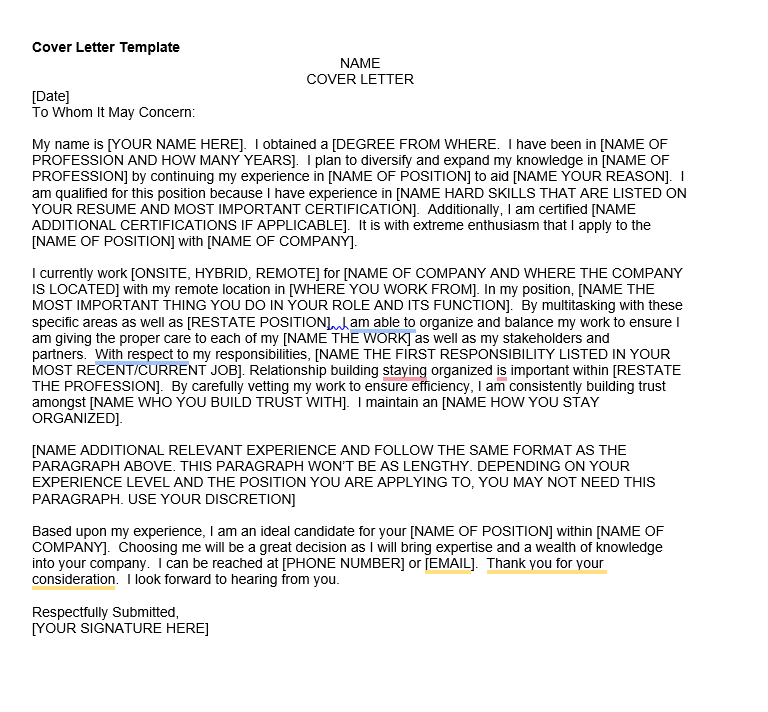 Cover Letter Template
NAME
COVER LETTER
[Date]
To Whom It May Concern:
My name is [YOUR NAME HERE].  I obtained a [DEGREE FROM WHERE.  I have been in [NAME OF
PROFESSION AND HOW MANY YEARS].  I plan to diversify and expand my knowledge in [NAME OF
PROFESSION] by continuing my experience in [NAME OF POSITION] to aid [NAME YOUR REASON].  I
am qualified for this position because I have experience in [NAME HARD SKILLS THAT ARE LISTED ON
YOUR RESUME AND MOST IMPORTANT CERTIFICATION].  Additionally, I am certified [NAME
ADDITIONAL CERTIFICATIONS IF APPLICABLE].  It is with extreme enthusiasm that I apply to the
[NAME OF POSITION] with [NAME OF COMPANY].
I currently work [ONSITE, HYBRID, REMOTE] for [NAME OF COMPANY AND WHERE THE COMPANY
IS LOCATED] with my remote location in [WHERE YOU WORK FROM]. In my position, [NAME THE
MOST IMPORTANT THING YOU DO IN YOUR ROLE AND ITS FUNCTION].  By multitasking with these
specific areas as well as [RESTATE POSITION], I am able to organize and balance my work to ensure I
am giving the proper care to each of my [NAME THE WORK] as well as my stakeholders and
partners.  With respect to my responsibilities, [NAME THE FIRST RESPONSIBILITY LISTED IN YOUR
MOST RECENT/CURRENT JOB]. Relationship building staying organized is important within [RESTATE
THE PROFESSION].  By carefully vetting my work to ensure efficiency, I am consistently building trust
amongst [NAME WHO YOU BUILD TRUST WITH].  I maintain an [NAME HOW YOU STAY
ORGANIZED].
[NAME ADDITIONAL RELEVANT EXPERIENCE AND FOLLOW THE SAME FORMAT AS THE
PARAGRAPH ABOVE. THIS PARAGRAPH WON'T BE AS LENGTHY. DEPENDING ON YOUR
EXPERIENCE LEVEL AND THE POSITION YOU ARE APPLYING TO, YOU MAY NOT NEED THIS
PARAGRAPH. USE YOUR DISCRETION]
Based upon my experience, I am an ideal candidate for your [NAME OF POSITION] within [NAME OF
COMPANY].  Choosing me will be a great decision as I will bring expertise and a wealth of knowledge
into your company.  I can be reached at [PHONE NUMBER] or [EMAIL].  Thank you for your
consideration.  I look forward to hearing from you.
Respectfully Submitted,
[YOUR SIGNATURE HERE]